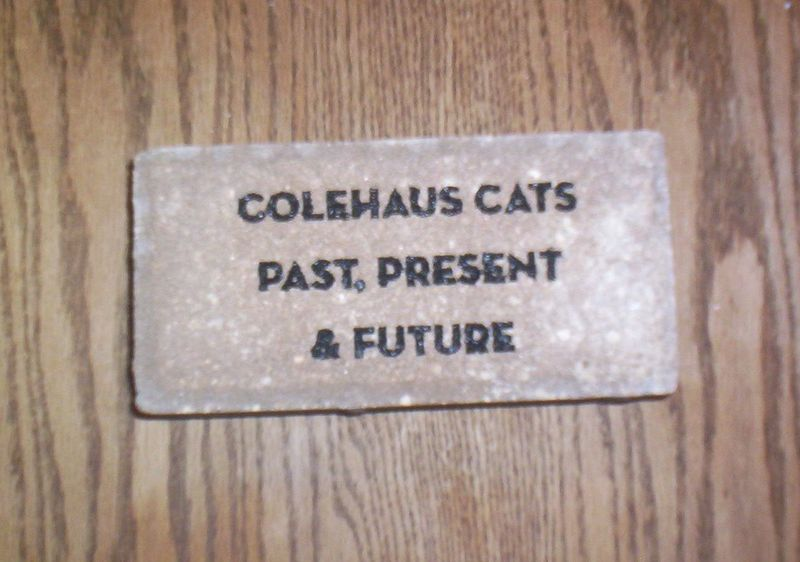 COLEHAUS CATS
PAST, PRESENT
& FUTURE